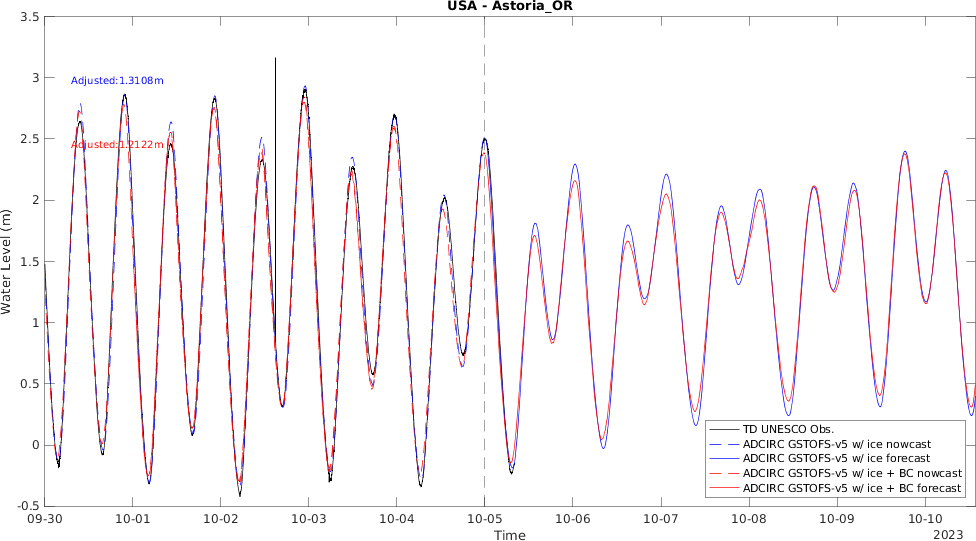 USA - Astoria_OR
3.5
3
2.5
2
1.5
1
0.5
0
-0.5
Water Level (m)
Adjusted:1.3108m
Adjusted:1.2122m
TD UNESCO Obs.
ADCIRC GSTOFS-v5 w/ ice nowcast
ADCIRC GSTOFS-v5 w/ ice forecast
ADCIRC GSTOFS-v5 w/ ice + BC nowcast
ADCIRC GSTOFS-v5 w/ ice + BC forecast
09-30 10-01 10-02 10-03 10-04 10-05 10-06 10-07 10-08 10-09 10-10
Time
2023